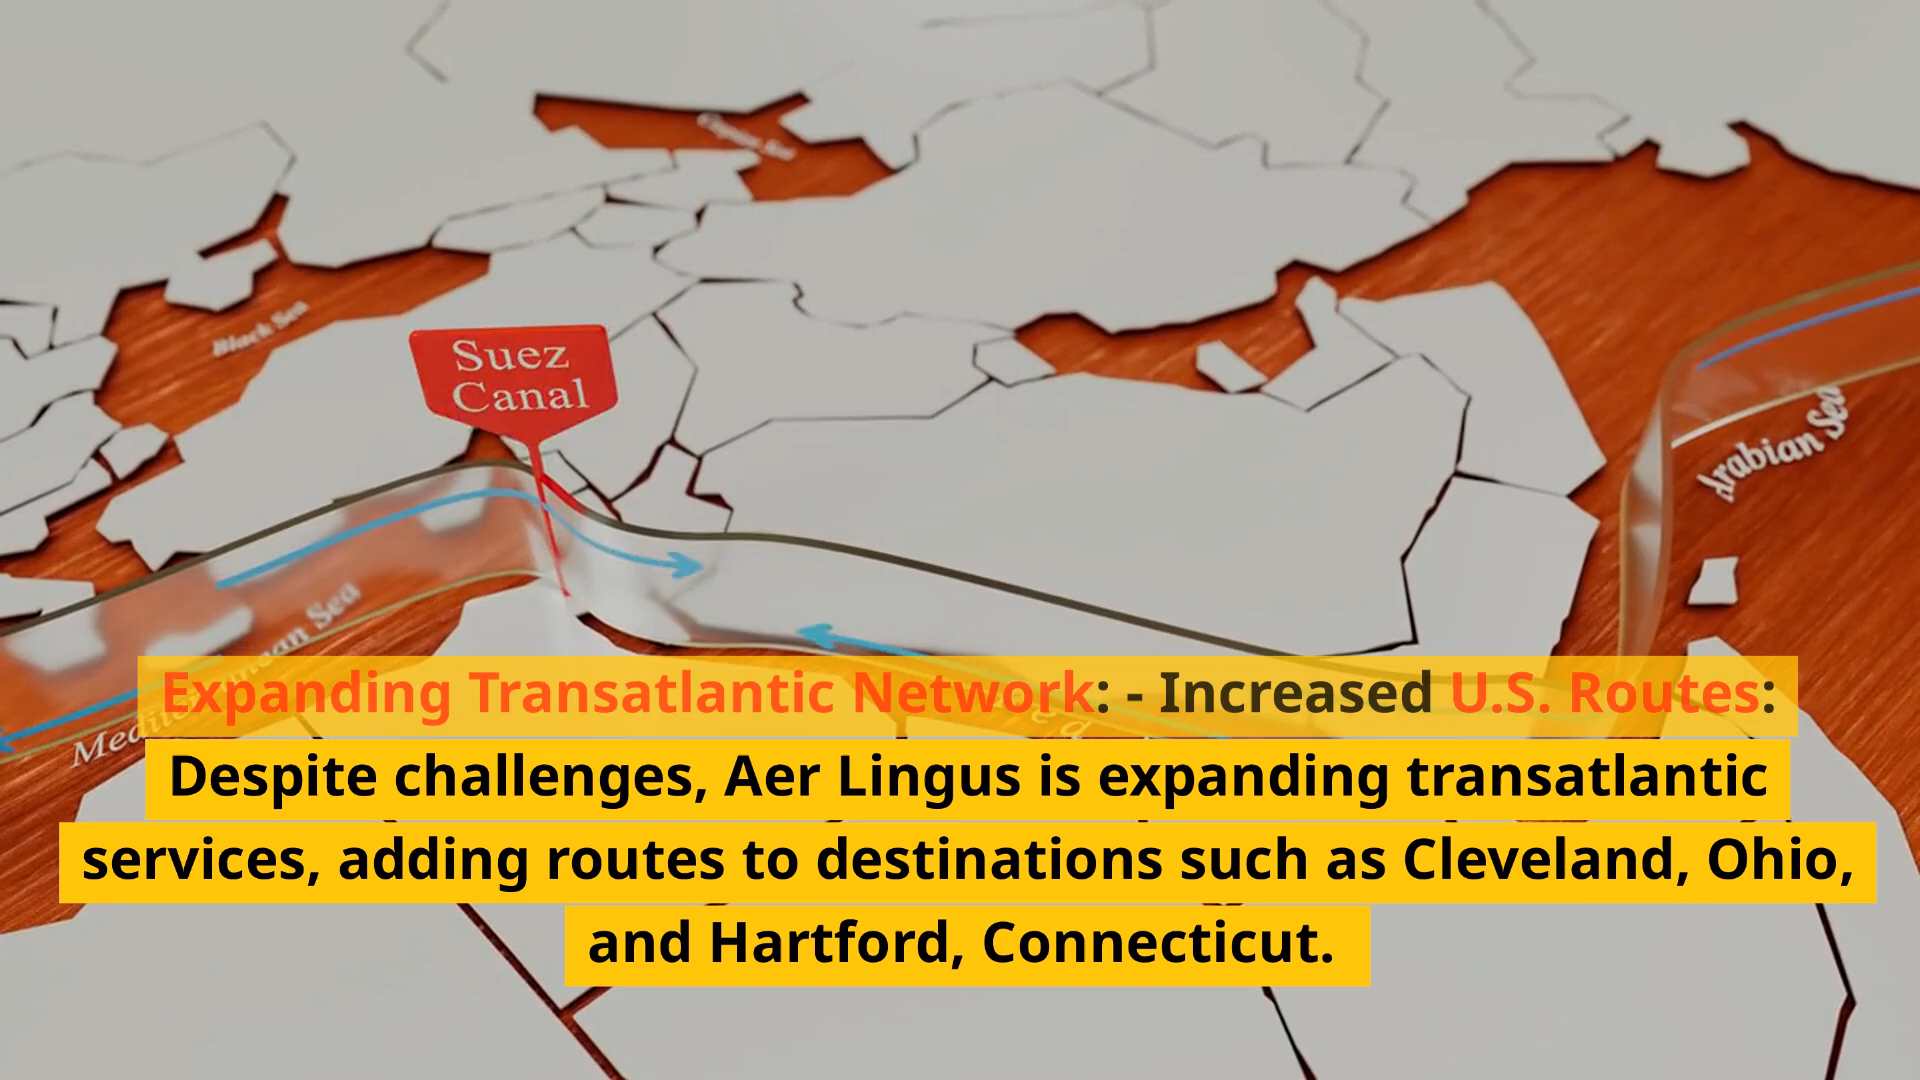 Black Sea
Suez
Canal
Arabian Sea
Expanding Transatlantic Network: - Increased U.S. Routes:
Despite challenges, Aer Lingus is expanding transatlantic
services, adding routes to destinations such as Cleveland, Ohio,
and Hartford, Connecticut.